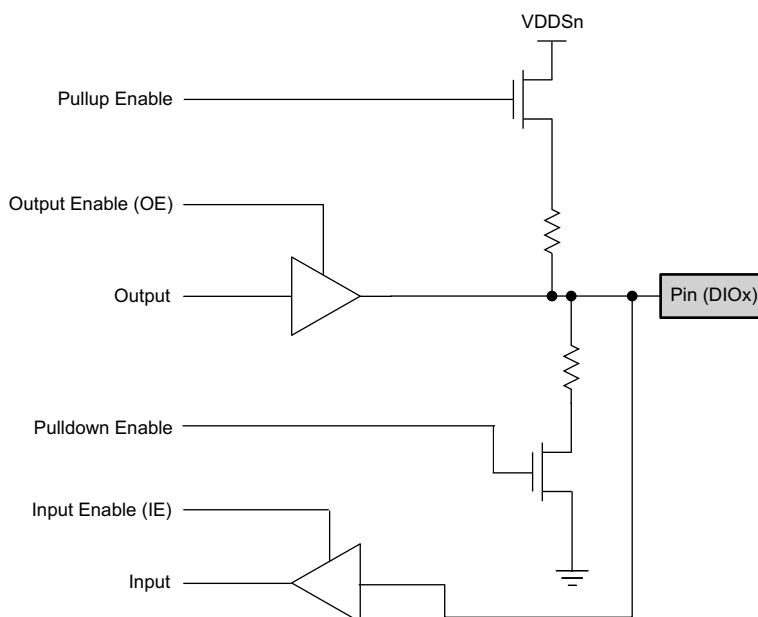 VDDSn
Pullup Enable
Output Enable (OE)
Output
Pin (DIOx)
Pulldown Enable
Input Enable (IE)
Input